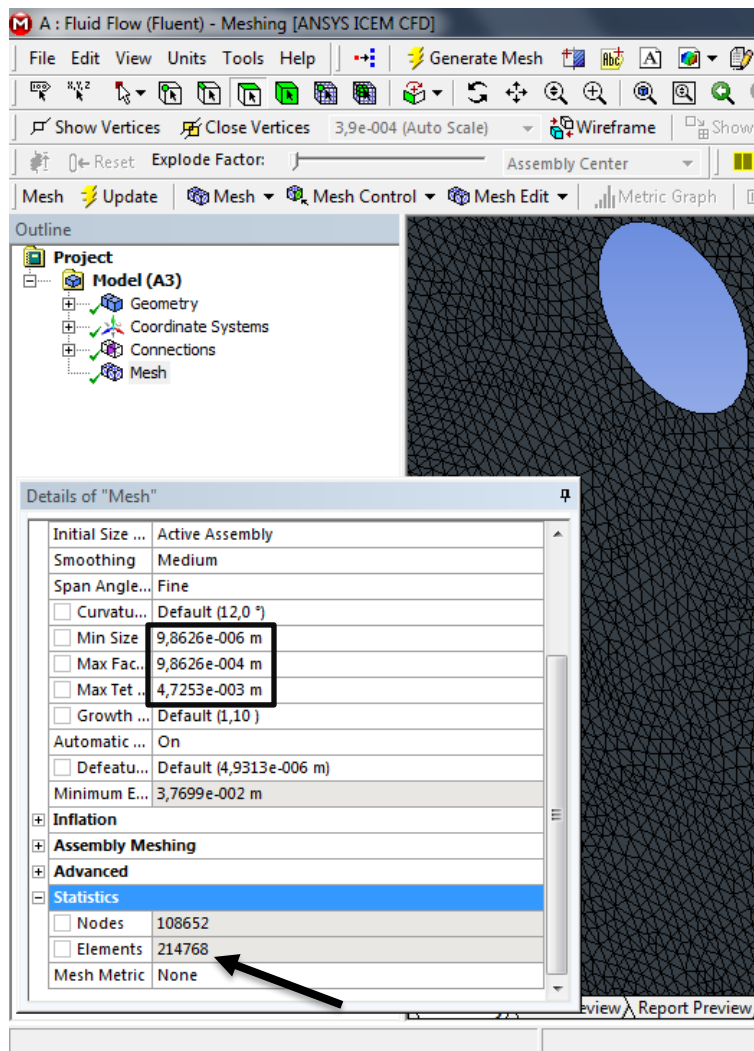 A : Fluid Flow (Fluent) - Meshing [ANSYS ICEM CFD]
File Edit View Units Tools Help Generate Mesh Abc A
X,Y,Z
Show Vertices Close Vertices 3,9e-004 (Auto Scale) Wireframe Show
Reset Explode Factor: Assembly Center
Mesh Update Mesh Mesh Control Mesh Edit Metric Graph
Outline
Project
Model (A3)
Geometry
Coordinate Systems
Connections
Mesh
Details of "Mesh"
Initial Size ... Active Assembly
Smoothing Medium
Span Angle... Fine
Curvatu... Default (12,0 °)
Min Size 9,8626e-006 m
Max Fac... 9,8626e-004 m
Max Tet ... 4,7253e-003 m
Growth ... Default (1,10 )
Automatic ... On
Defeatu... Default (4,9313e-006 m)
Minimum E... 3,7699e-002 m
Inflation
Assembly Meshing
Advanced
Statistics
Nodes 108652
Elements 214768
Mesh Metric None
eview Report Preview